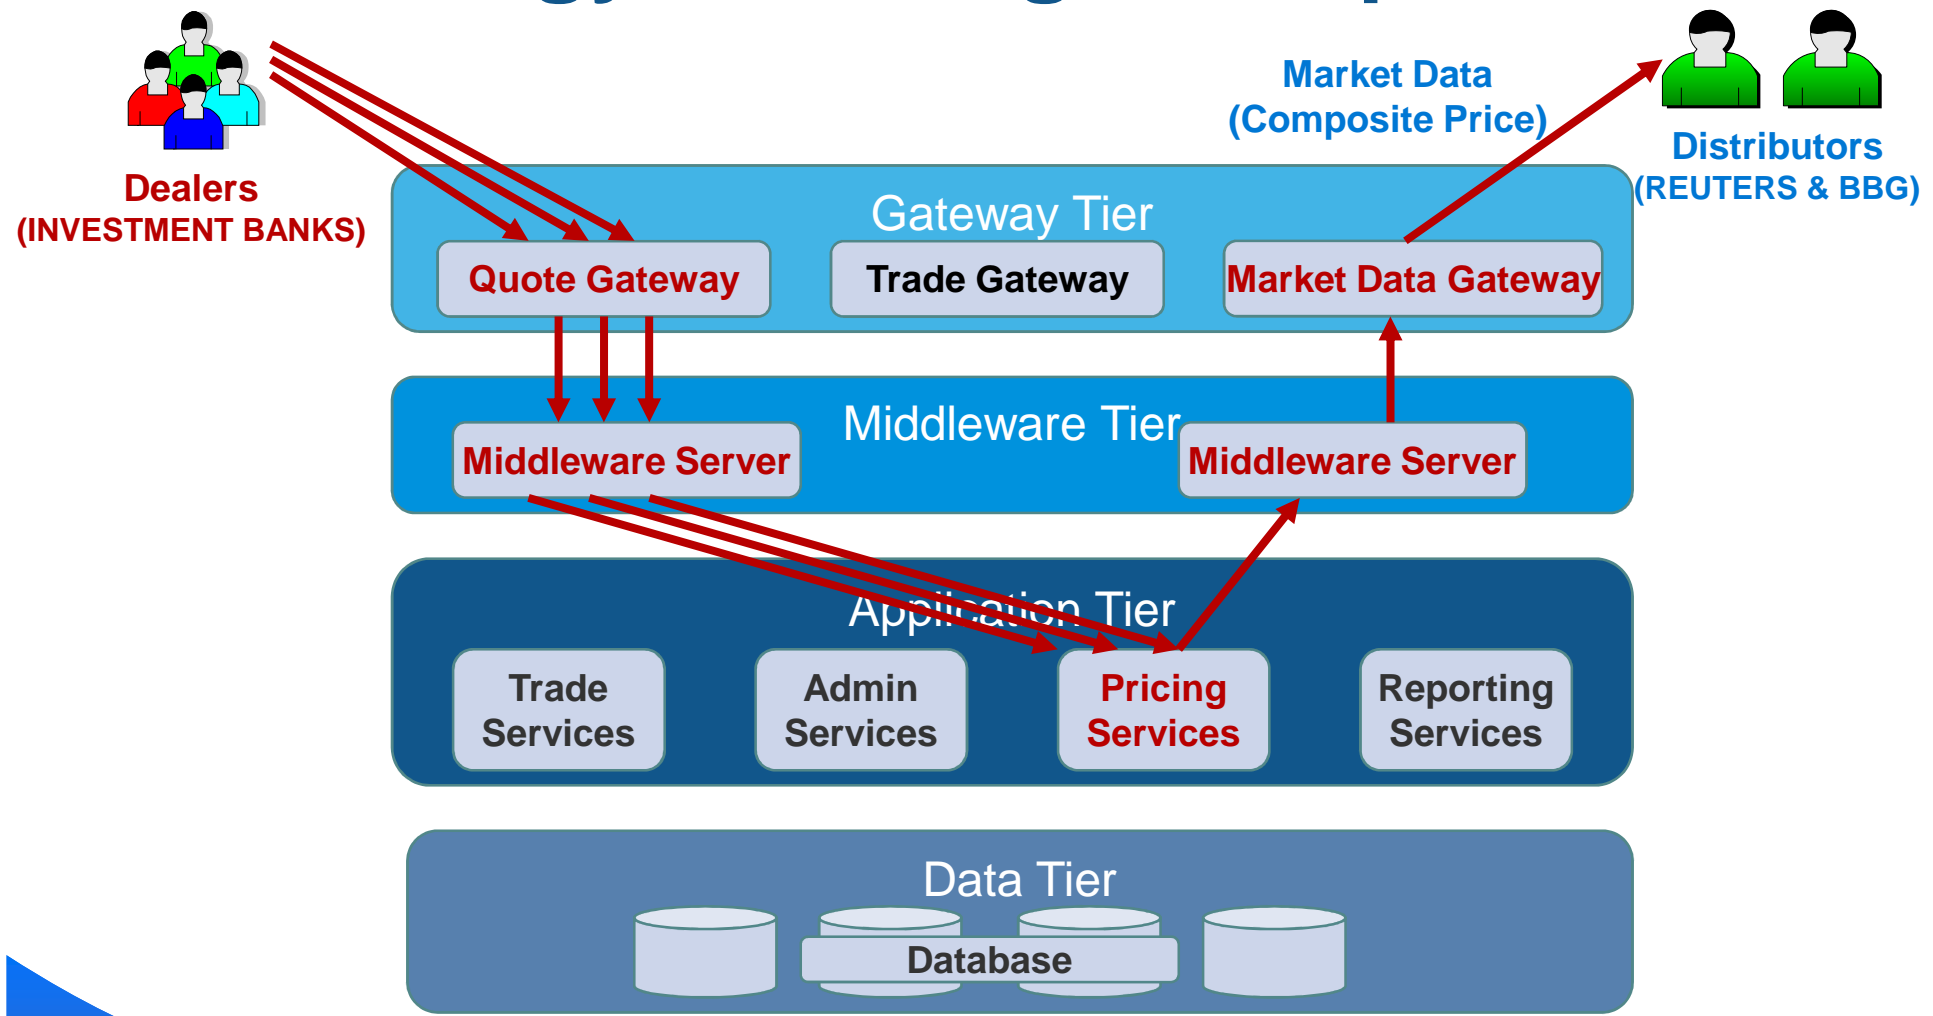 Market Data
(Composite Price)
Distributors
(REUTERS & BBG)
Dealers
(INVESTMENT BANKS)
Gateway Tier
Quote Gateway
Trade Gateway
Market Data Gateway
Middleware Tier
Middleware Server
Middleware Server
Application Tier
Trade
Services
Admin
Services
Pricing
Services
Reporting
Services
Data Tier
Database